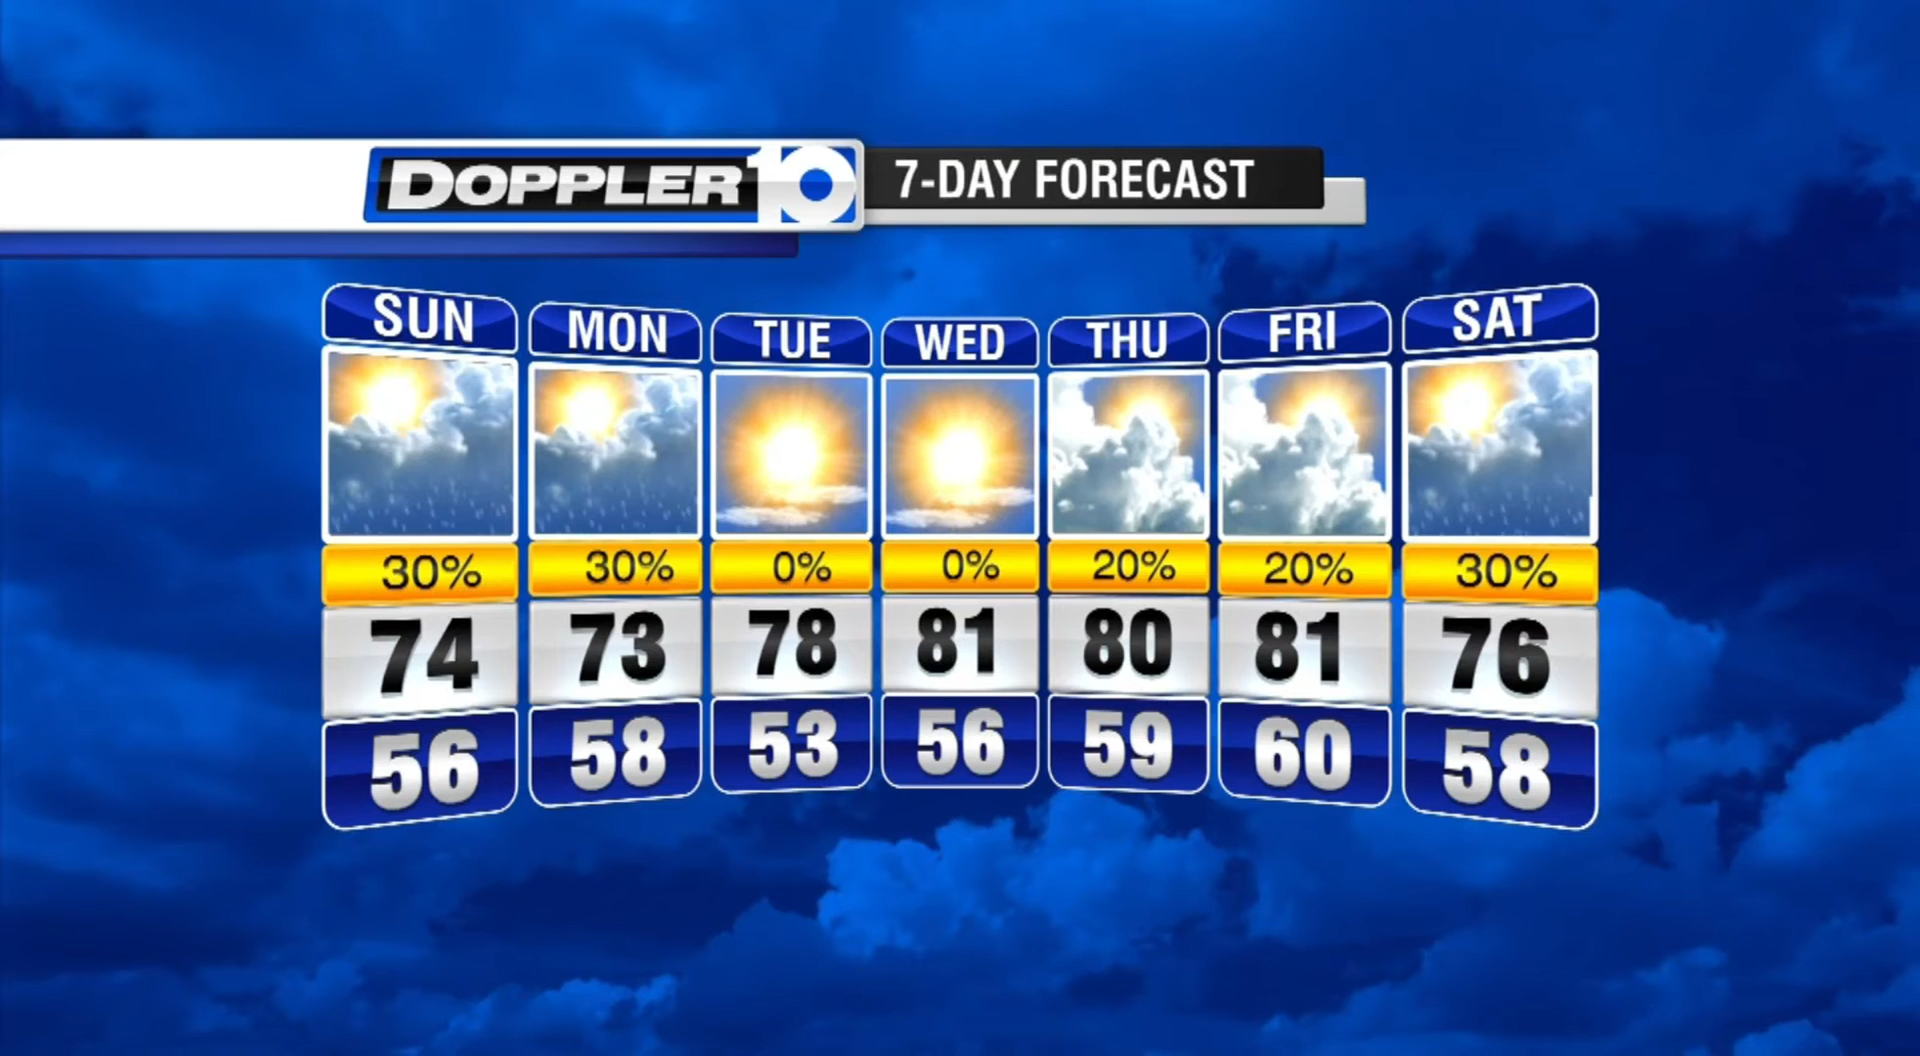 DOPPLER 10 7-DAY FORECAST
SUN MON TUE WED THU FRI SAT
30% 30% 0% 0% 20% 20% 30%
74 73 78 81 80 81 76
56 58 53 56 59 60 58